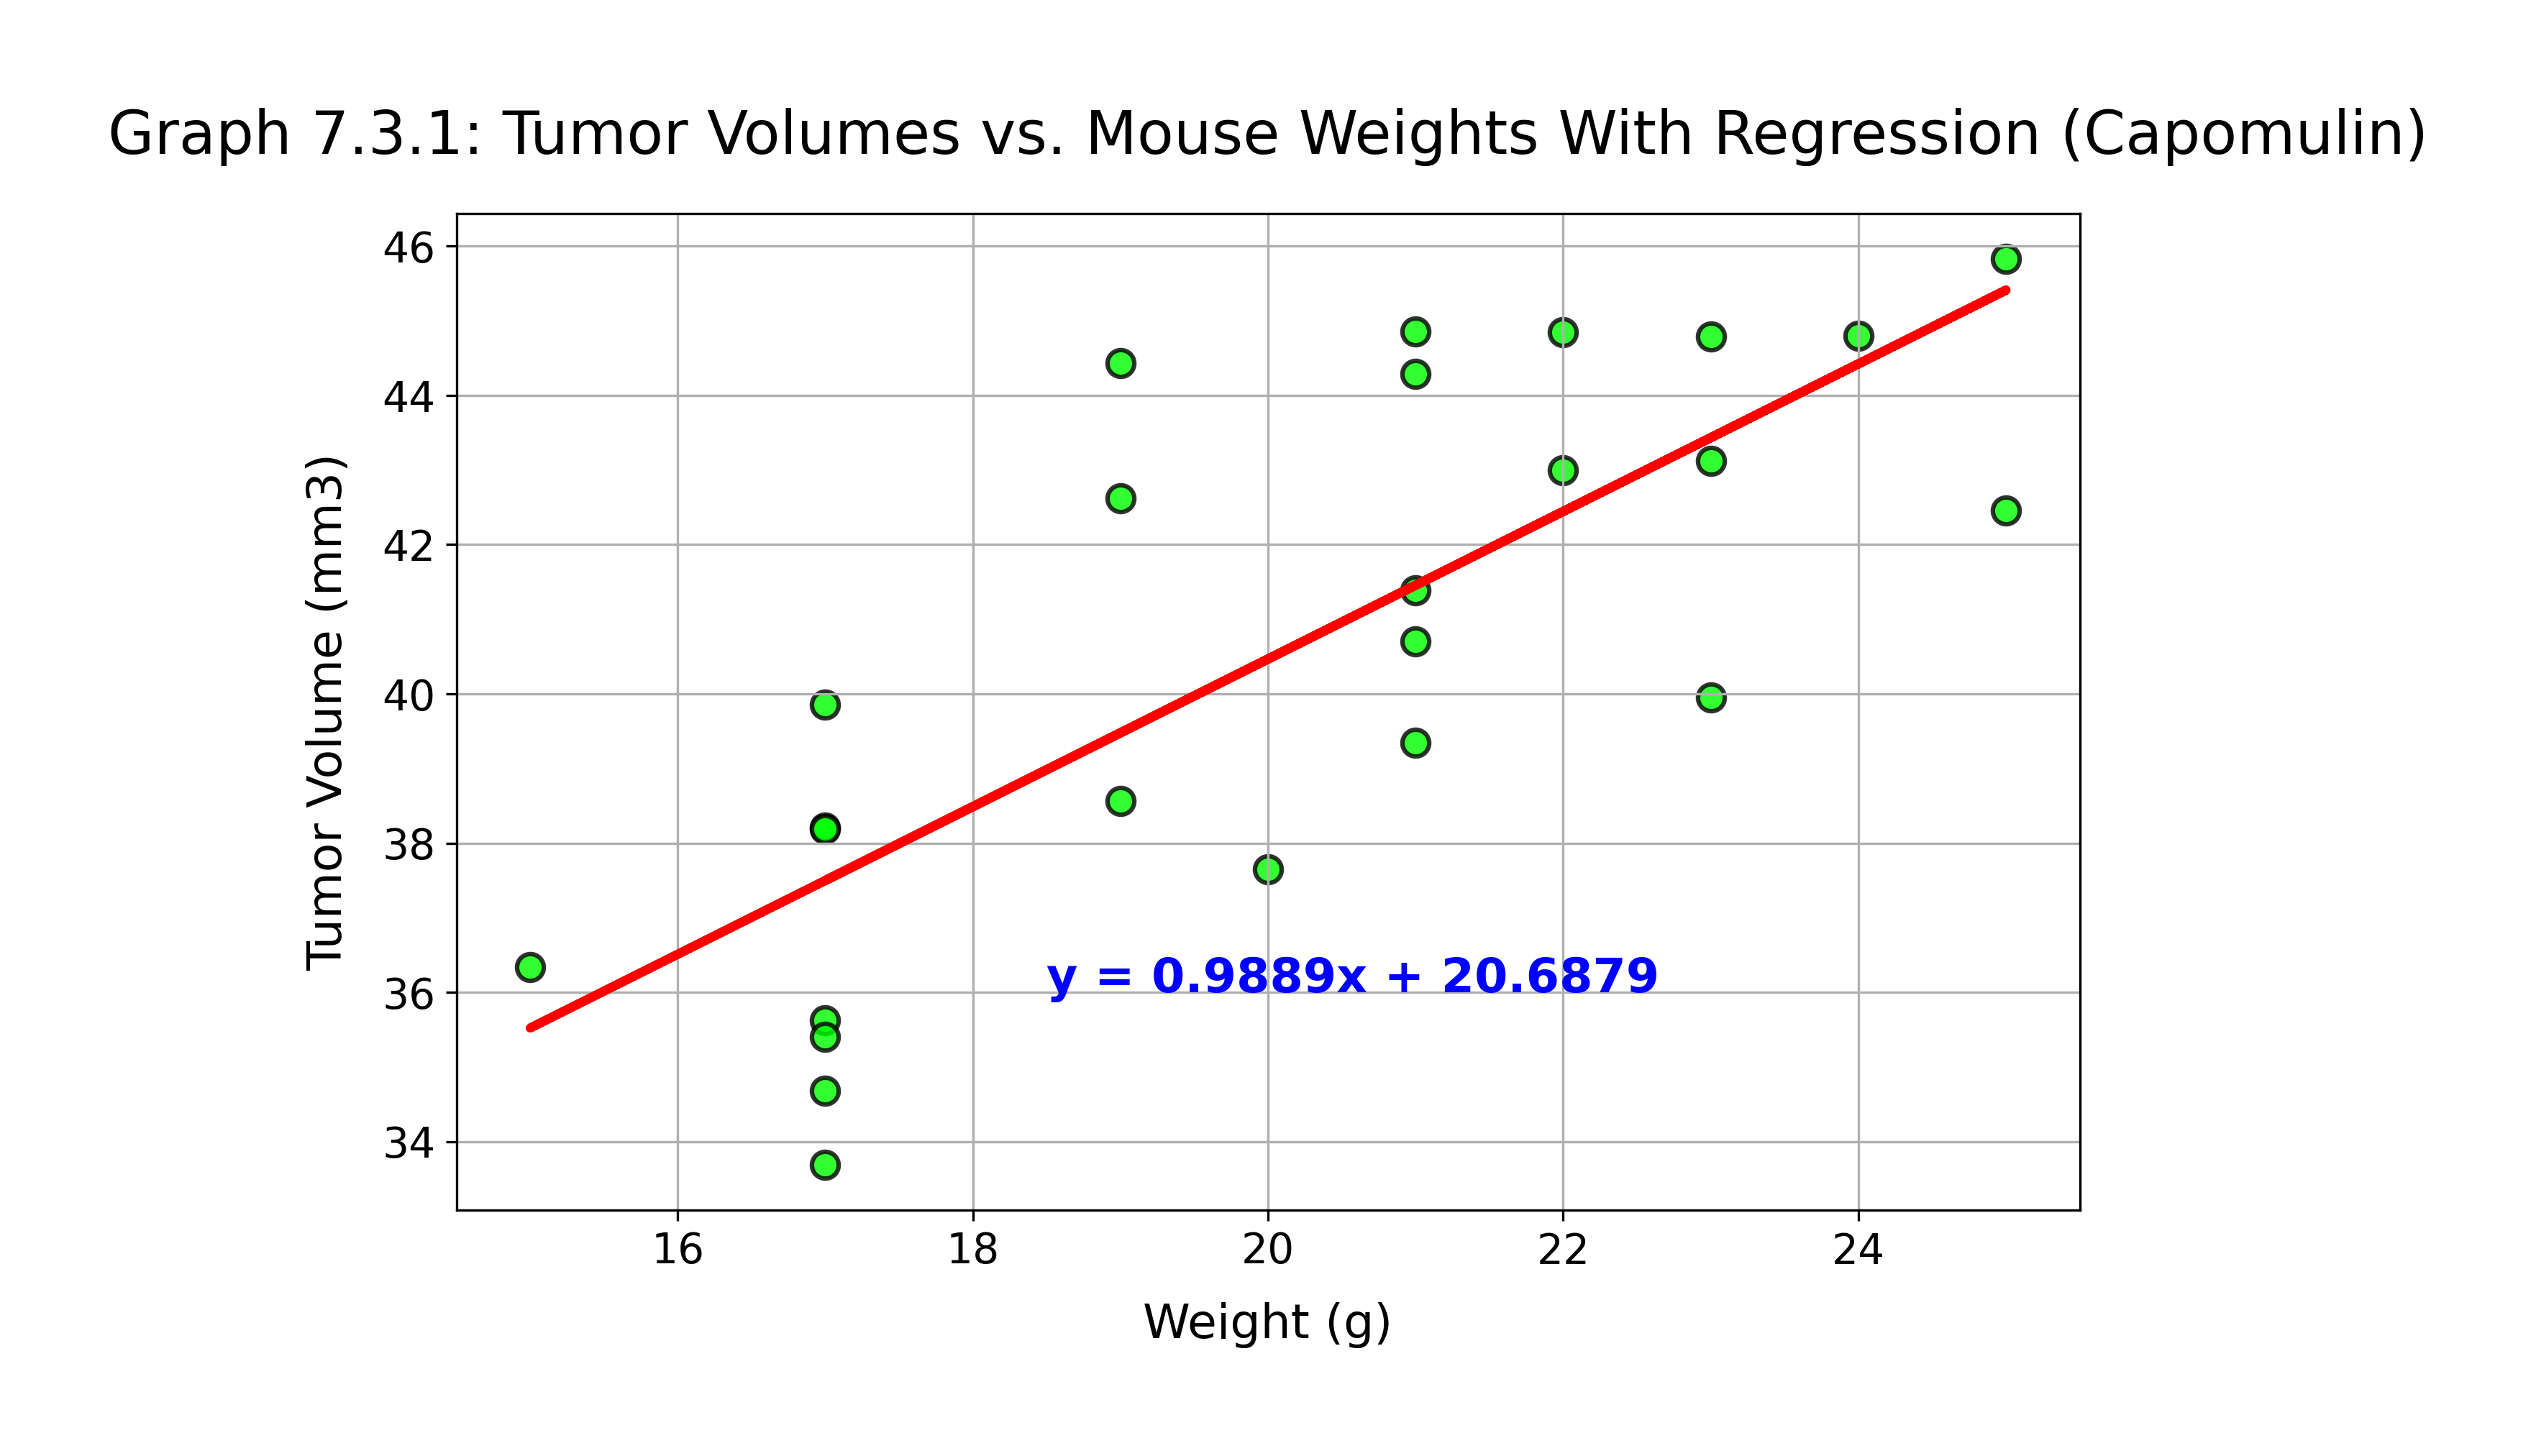 Graph 7.3.1: Tumor Volumes vs. Mouse Weights With Regression (Capomulin)
46
44
42
40
38
36
34
Tumor Volume (mm3)
y = 0.9889x + 20.6879
16 18 20 22 24
Weight (g)